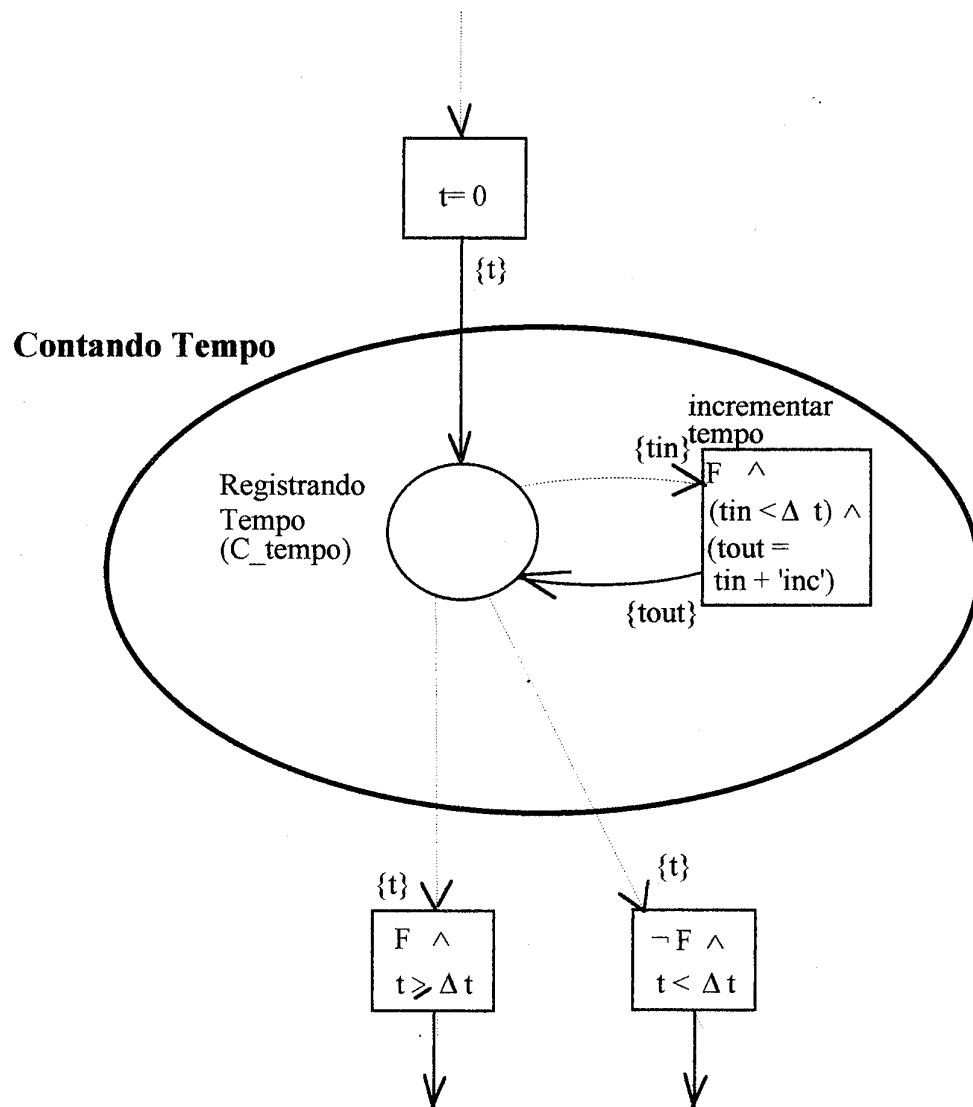 t= 0
{t}
Contando Tempo
incrementar
tempo
{tin}
F ∧
(tin < Δ t) ∧
(tout =
tin + 'inc')
Registrando
Tempo
(C_tempo)
{tout}
{t}
{t}
F ∧
t ≥ Δ t
¬ F ∧
t < Δ t